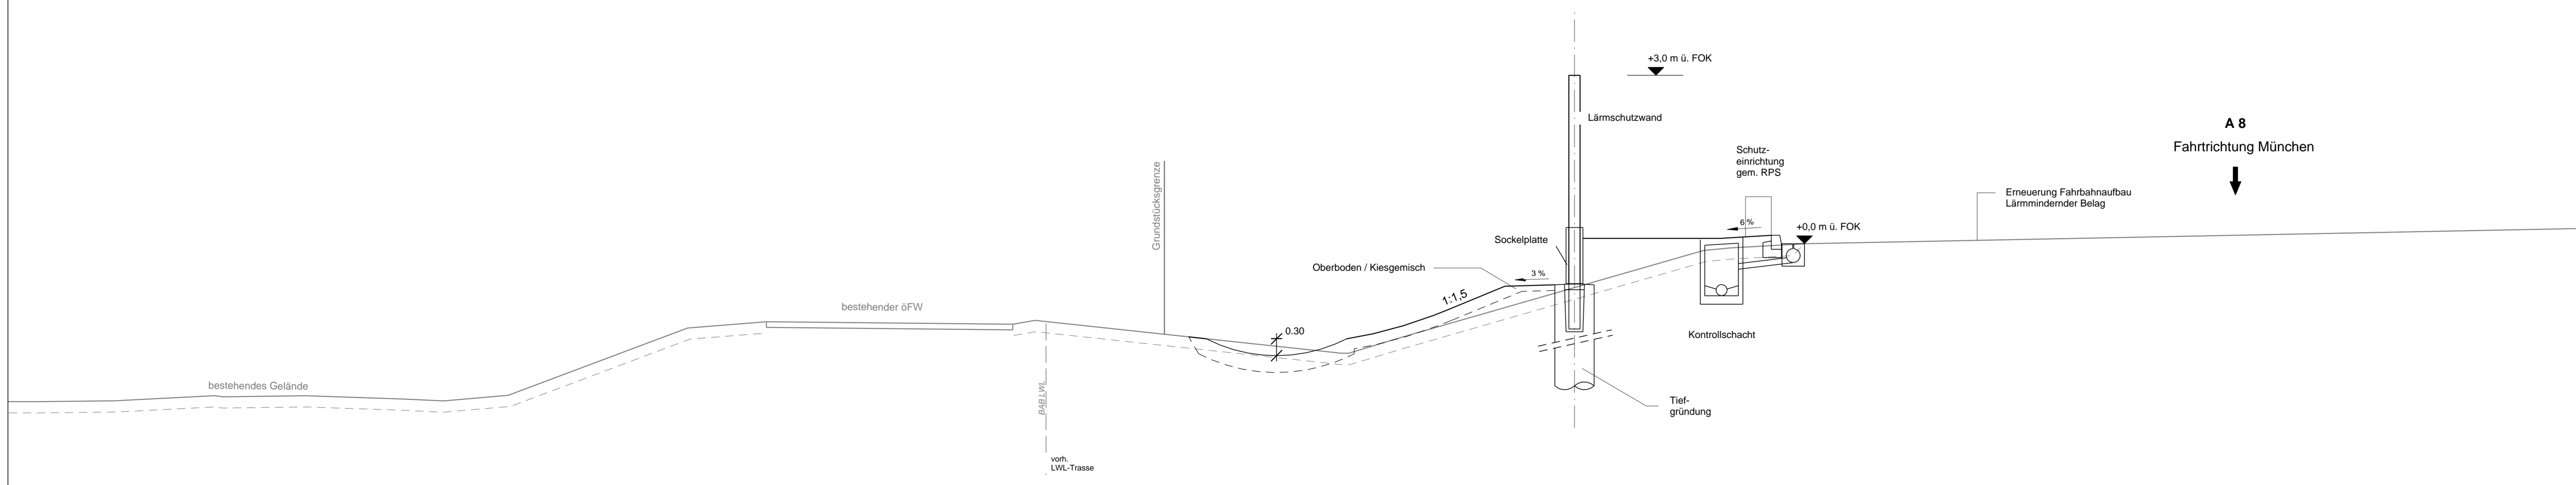 +3,0 m ü. FOK
Lärmschutzwand
A 8
Fahrtrichtung München
Schutz-
einrichtung
gem. RPS
Grundstücksgrenze
Erneuerung Fahrbahnaufbau
Lärmmindernder Belag
6 %
+0,0 m ü. FOK
Sockelplatte
Oberboden / Kiesgemisch
3 %
1:1,5
bestehender öFW
0.30
Kontrollschacht
bestehendes Gelände
BAB LWL
Tief-
gründung
vorh.
LWL-Trasse